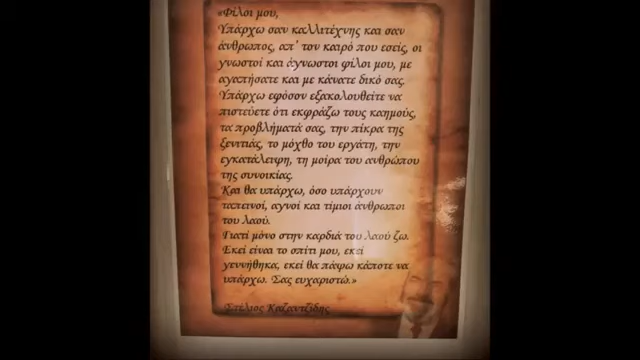 «Φίλοι μου,
Υπάρχω σαν καλλιτέχνης και σαν
άνθρωπος, απ' τον καιρό που εσείς, οι
γνωστοί και άγνωστοι φίλοι μου, με
αγαπήσατε και με κάνατε δικό σας.
Υπάρχω εφόσον εξακολουθείτε να
πιστεύετε ότι εκφράζω τους καημούς,
τα προβλήματά σας, την πίκρα της
ξενιτιάς, το μόχθο του εργάτη, την
εγκατάλειψη, τη μοίρα του ανθρώπου
της συνοικίας.
Και θα υπάρχω, όσο υπάρχουν
ταπεινοί, αγνοί και τίμιοι άνθρωποι
του λαού.
Γιατί μόνο στην καρδιά του λαού ζω.
Εκεί είναι το σπίτι μου, εκεί
γεννήθηκα, εκεί θα πάψω κάποτε να
υπάρχω. Σας ευχαριστώ.»
Στέλιος Καζαντζίδης